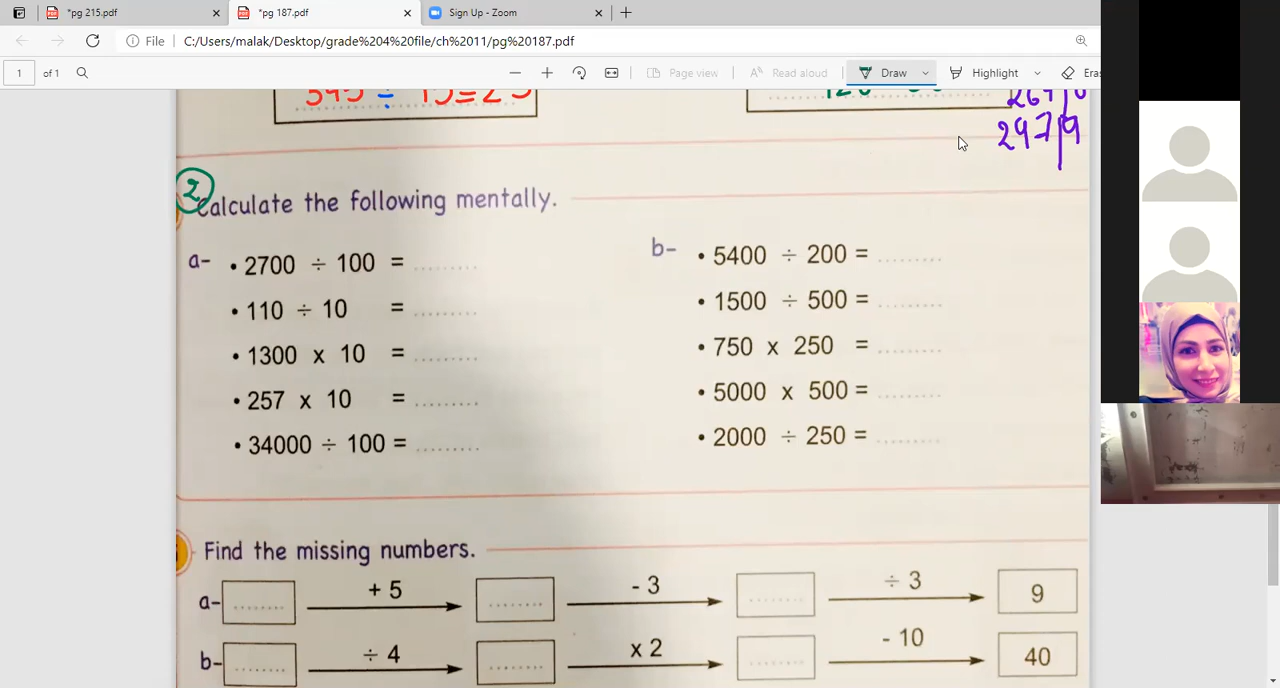 *pg 215.pdf
*pg 187.pdf
Sign Up - Zoom
File C:/Users/malak/Desktop/grade%204%20file/ch%2011/pg%20187.pdf
1 of 1
Page view
Read aloud
Draw
Highlight
2979
2
Calculate the following mentally.
a-
• 2700 ÷ 100 = ........
• 110 ÷ 10 = ........
• 1300 x 10 = ........
• 257 x 10 = ........
• 34000 ÷ 100 = ........
b-
• 5400 ÷ 200 = ........
• 1500 ÷ 500 = ........
• 750 x 250 = ........
• 5000 x 500 = ........
• 2000 ÷ 250 = ........
Find the missing numbers.
a- ........ + 5 ........ - 3 ........ ÷ 3 9
b- ........ ÷ 4 ........ x 2 ........ - 10 40